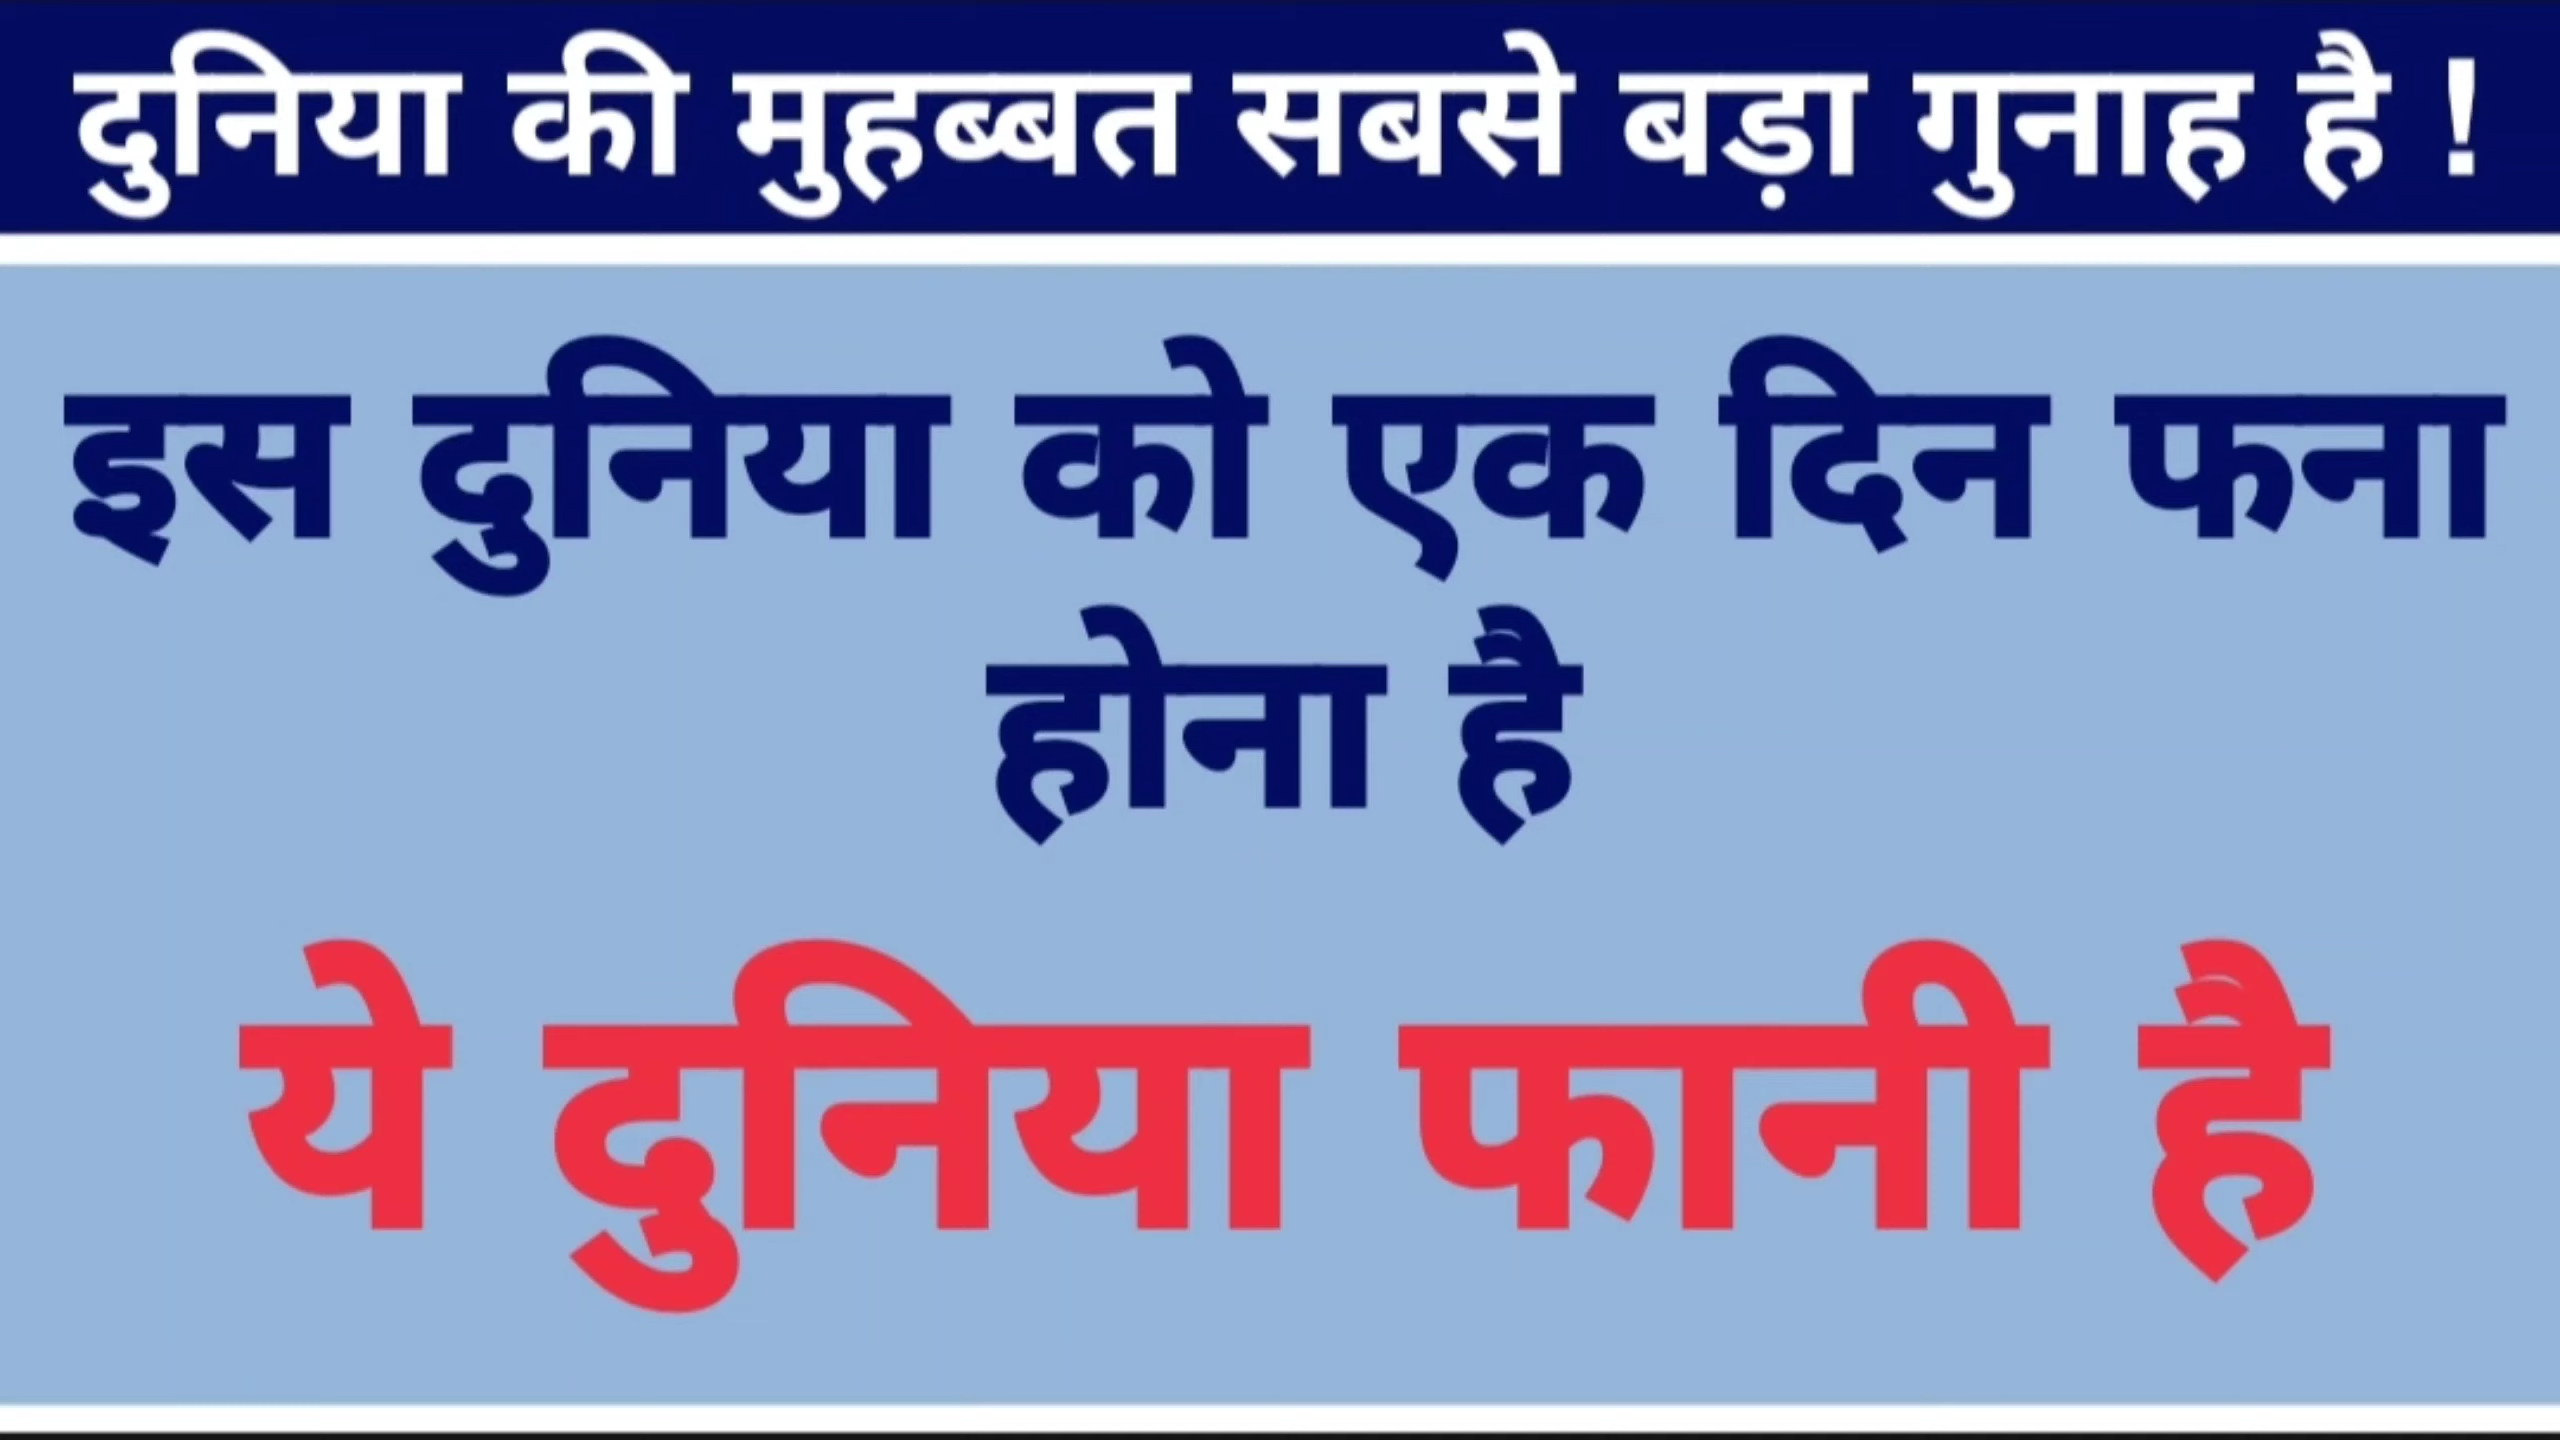 दुनिया की मुहब्बत सबसे बड़ा गुनाह है !
इस दुनिया को एक दिन फना
होना है
ये दुनिया फानी है